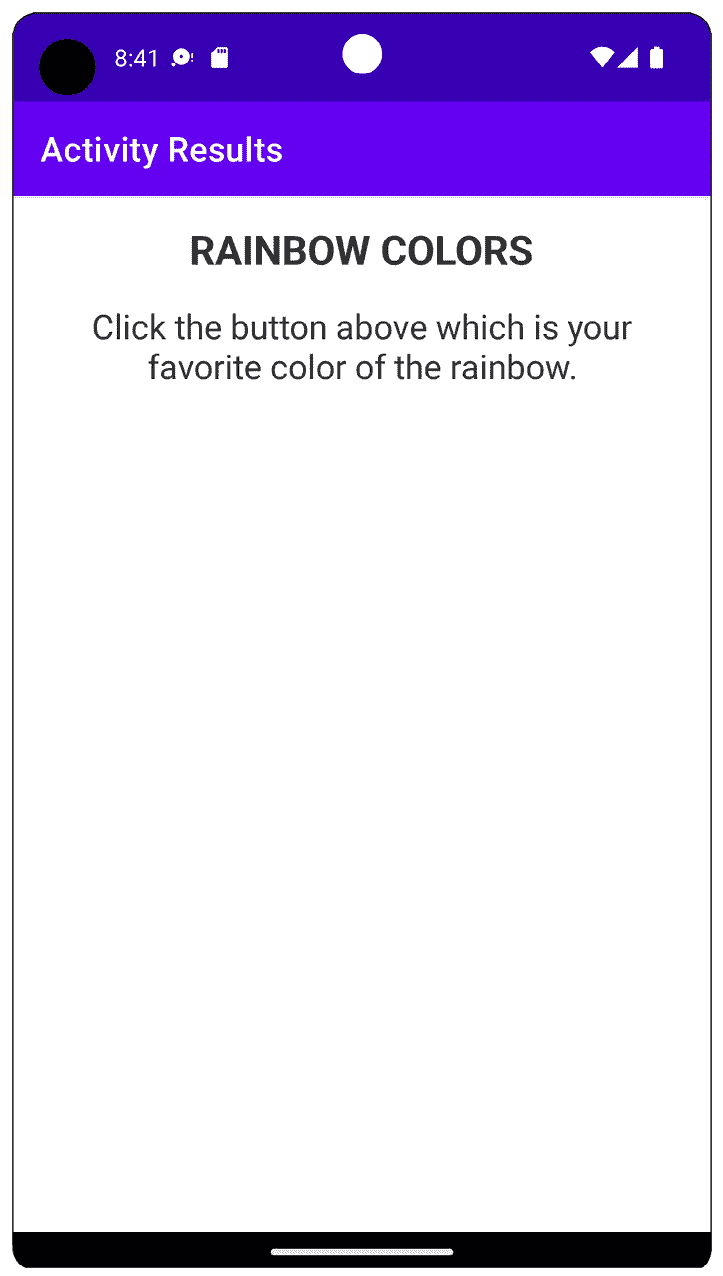 8:41
Activity Results
RAINBOW COLORS
Click the button above which is your
favorite color of the rainbow.